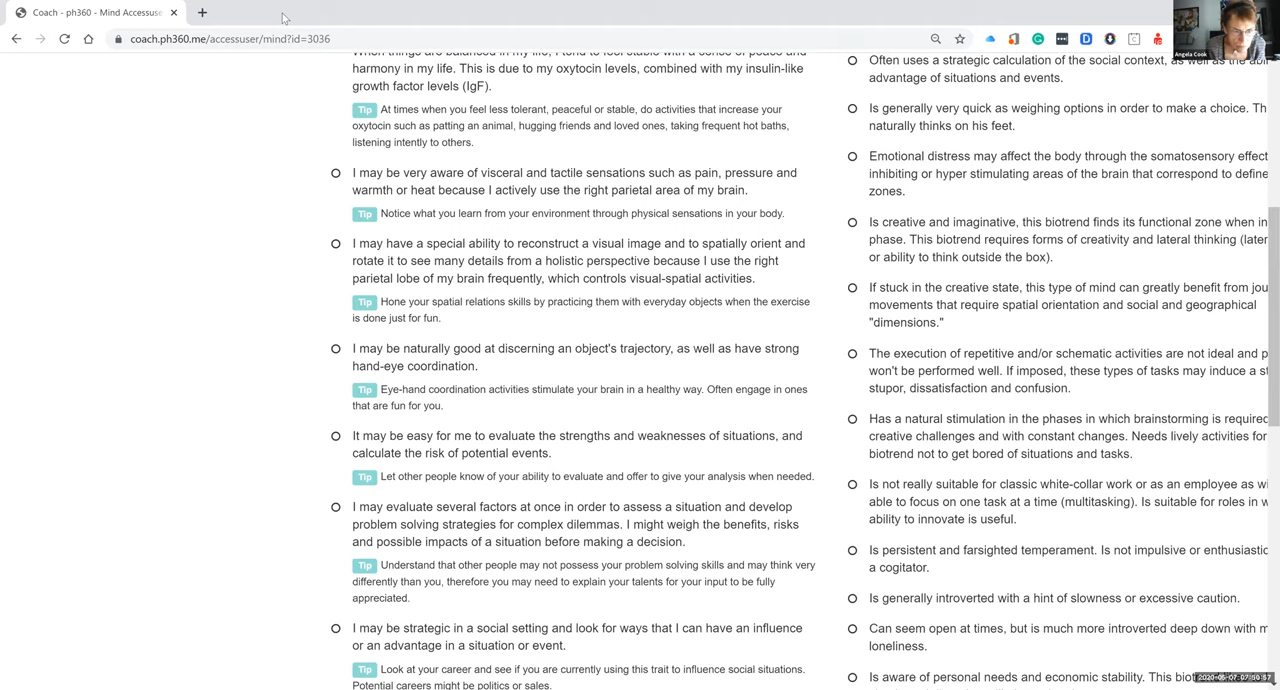 Coach - ph360 - Mind Accessuse
coach.ph360.me/accessuser/mind?id=3036
Angela Cook
when things are balanced in my life, I tend to feel stable with a sense of peace and
harmony in my life. This is due to my oxytocin levels, combined with my insulin-like
growth factor levels (IgF).
Tip At times when you feel less tolerant, peaceful or stable, do activities that increase your
oxytocin such as patting an animal, hugging friends and loved ones, taking frequent hot baths,
listening intently to others.
I may be very aware of visceral and tactile sensations such as pain, pressure and
warmth or heat because I actively use the right parietal area of my brain.
Tip Notice what you learn from your environment through physical sensations in your body.
I may have a special ability to reconstruct a visual image and to spatially orient and
rotate it to see many details from a holistic perspective because I use the right
parietal lobe of my brain frequently, which controls visual-spatial activities.
Tip Hone your spatial relations skills by practicing them with everyday objects when the exercise
is done just for fun.
I may be naturally good at discerning an object's trajectory, as well as have strong
hand-eye coordination.
Tip Eye-hand coordination activities stimulate your brain in a healthy way. Often engage in ones
that are fun for you.
It may be easy for me to evaluate the strengths and weaknesses of situations, and
calculate the risk of potential events.
Tip Let other people know of your ability to evaluate and offer to give your analysis when needed.
I may evaluate several factors at once in order to assess a situation and develop
problem solving strategies for complex dilemmas. I might weigh the benefits, risks
and possible impacts of a situation before making a decision.
Tip Understand that other people may not possess your problem solving skills and may think very
differently than you, therefore you may need to explain your talents for your input to be fully
appreciated.
I may be strategic in a social setting and look for ways that I can have an influence
or an advantage in a situation or event.
Tip Look at your career and see if you are currently using this trait to influence social situations.
Potential careers might be politics or sales.
Often uses a strategic calculation of the social context, as well as the abil
advantage of situations and events.
Is generally very quick as weighing options in order to make a choice. Th
naturally thinks on his feet.
Emotional distress may affect the body through the somatosensory effect
inhibiting or hyper stimulating areas of the brain that correspond to define
zones.
Is creative and imaginative, this biotrend finds its functional zone when in
phase. This biotrend requires forms of creativity and lateral thinking (later
or ability to think outside the box).
If stuck in the creative state, this type of mind can greatly benefit from jou
movements that require spatial orientation and social and geographical
"dimensions."
The execution of repetitive and/or schematic activities are not ideal and p
won't be performed well. If imposed, these types of tasks may induce a st
stupor, dissatisfaction and confusion.
Has a natural stimulation in the phases in which brainstorming is required
creative challenges and with constant changes. Needs lively activities for
biotrend not to get bored of situations and tasks.
Is not really suitable for classic white-collar work or as an employee as wi
able to focus on one task at a time (multitasking). Is suitable for roles in w
ability to innovate is useful.
Is persistent and farsighted temperament. Is not impulsive or enthusiastic
a cogitator.
Is generally introverted with a hint of slowness or excessive caution.
Can seem open at times, but is much more introverted deep down with m
loneliness.
Is aware of personal needs and economic stability. This bio